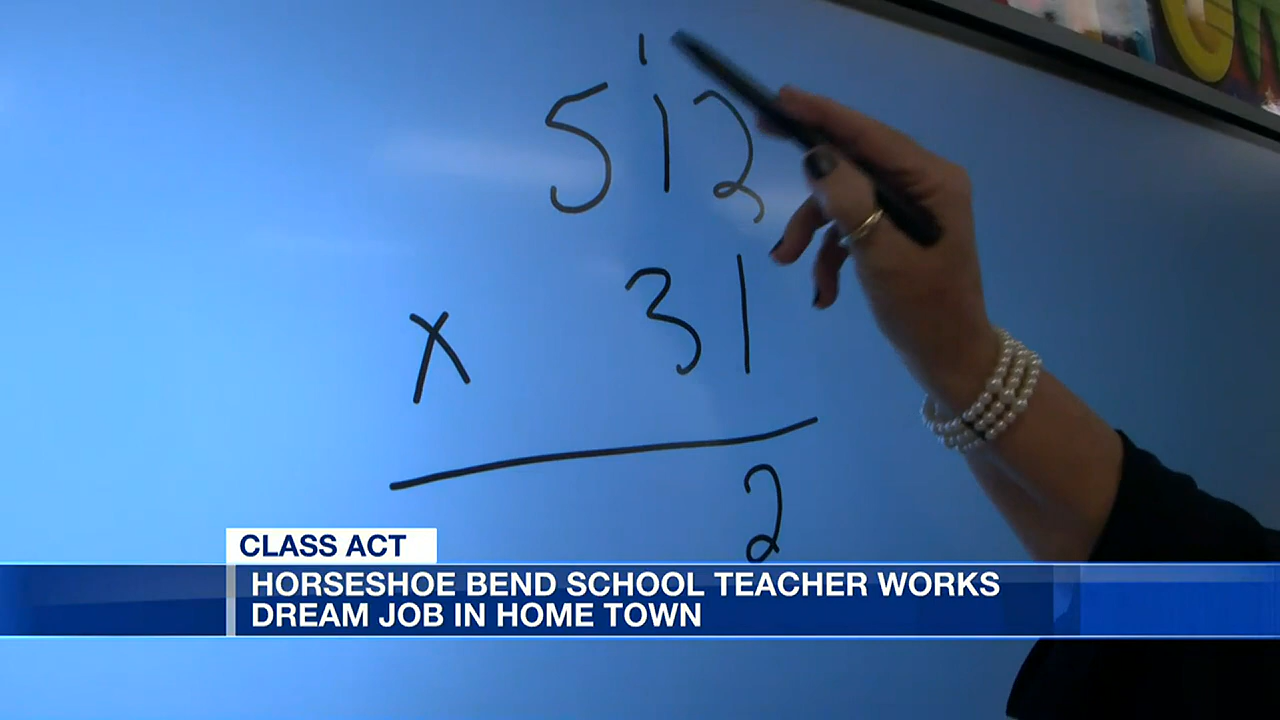 1
512
x 31
2
CLASS ACT
HORSESHOE BEND SCHOOL TEACHER WORKS
DREAM JOB IN HOME TOWN